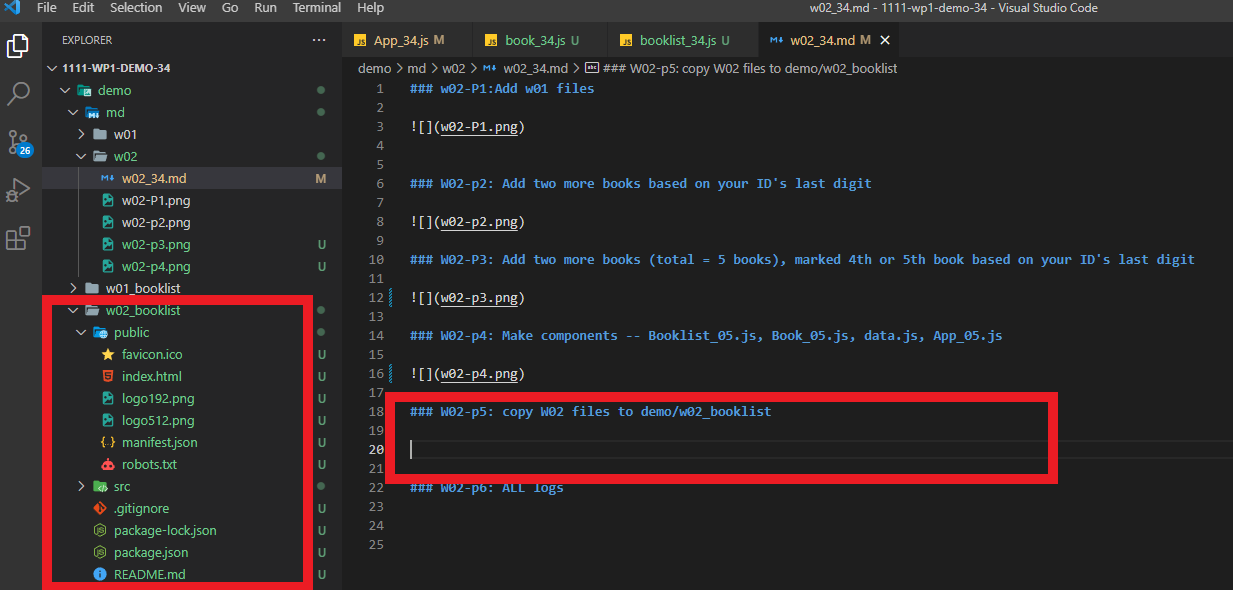 File Edit Selection View Go Run Terminal Help w02_34.md - 1111-wp1-demo-34 - Visual Studio Code
EXPLORER ...
1111-WP1-DEMO-34
demo
md
w01
w02
w02_34.md M
w02-P1.png
w02-p2.png
w02-p3.png U
w02-p4.png U
w01_booklist
w02_booklist
public
favicon.ico U
index.html U
logo192.png U
logo512.png U
manifest.json U
robots.txt U
src
.gitignore U
package-lock.json U
package.json U
README.md U
26
JS App_34.js M JS book_34.js U JS booklist_34.js U w02_34.md M
demo > md > w02 > w02_34.md > abc ### W02-p5: copy W02 files to demo/w02_booklist
1 ### w02-P1:Add w01 files
2
3 ![](w02-P1.png)
4
5
6 ### W02-p2: Add two more books based on your ID's last digit
7
8 ![](w02-p2.png)
9
10 ### W02-P3: Add two more books (total = 5 books), marked 4th or 5th book based on your ID's last digit
11
12 ![](w02-p3.png)
13
14 ### W02-p4: Make components -- Booklist_05.js, Book_05.js, data.js, App_05.js
15
16 ![](w02-p4.png)
17
18 ### W02-p5: copy W02 files to demo/w02_booklist
19
20
21
22 ### W02-p6: ALL logs
23
24
25